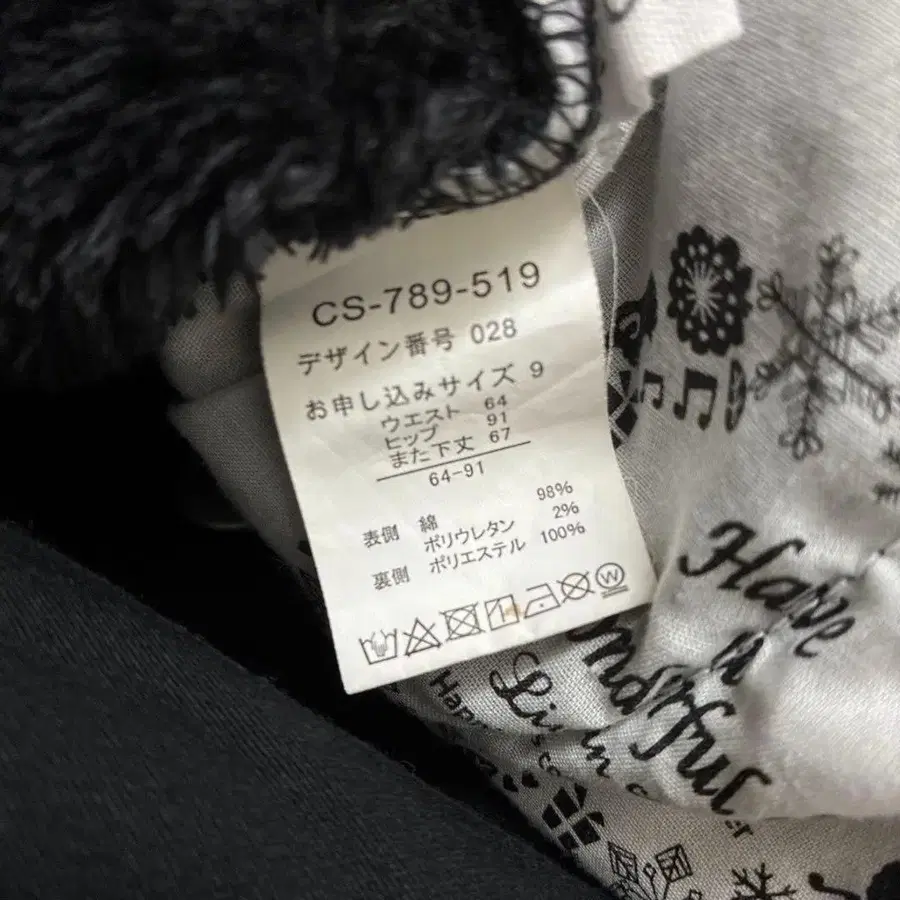 CS-789-519
デザイン番号 028
お申し込みサイズ 9
ウエスト 64
ヒップ 91
また下丈 67
64-91
表側 綿 98%
ポリウレタン 2%
裏側 ポリエステル 100%
W
Have
a